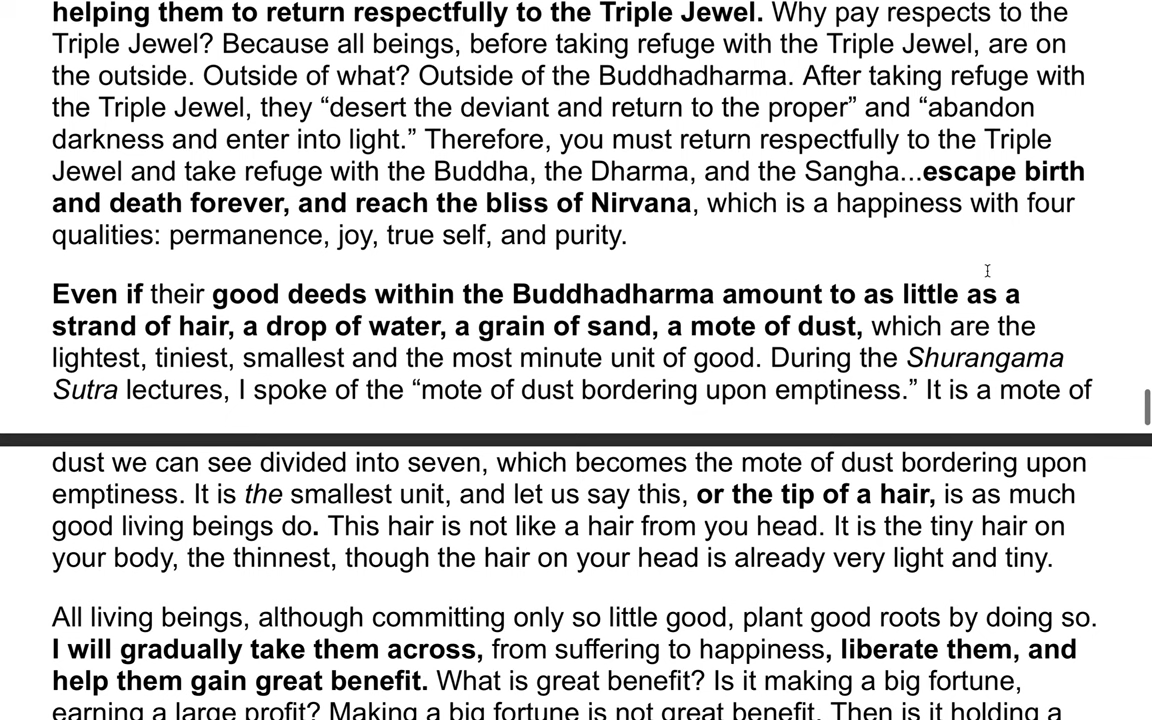 helping them to return respectfully to the Triple Jewel. Why pay respects to the
Triple Jewel? Because all beings, before taking refuge with the Triple Jewel, are on
the outside. Outside of what? Outside of the Buddhadharma. After taking refuge with
the Triple Jewel, they “desert the deviant and return to the proper” and “abandon
darkness and enter into light.” Therefore, you must return respectfully to the Triple
Jewel and take refuge with the Buddha, the Dharma, and the Sangha...escape birth
and death forever, and reach the bliss of Nirvana, which is a happiness with four
qualities: permanence, joy, true self, and purity.
Even if their good deeds within the Buddhadharma amount to as little as a
strand of hair, a drop of water, a grain of sand, a mote of dust, which are the
lightest, tiniest, smallest and the most minute unit of good. During the Shurangama
Sutra lectures, I spoke of the “mote of dust bordering upon emptiness.” It is a mote of
dust we can see divided into seven, which becomes the mote of dust bordering upon
emptiness. It is the smallest unit, and let us say this, or the tip of a hair, is as much
good living beings do. This hair is not like a hair from you head. It is the tiny hair on
your body, the thinnest, though the hair on your head is already very light and tiny.
All living beings, although committing only so little good, plant good roots by doing so.
I will gradually take them across, from suffering to happiness, liberate them, and
help them gain great benefit. What is great benefit? Is it making a big fortune,
earning a large profit? Making a big fortune is not great benefit. Then is it holding a